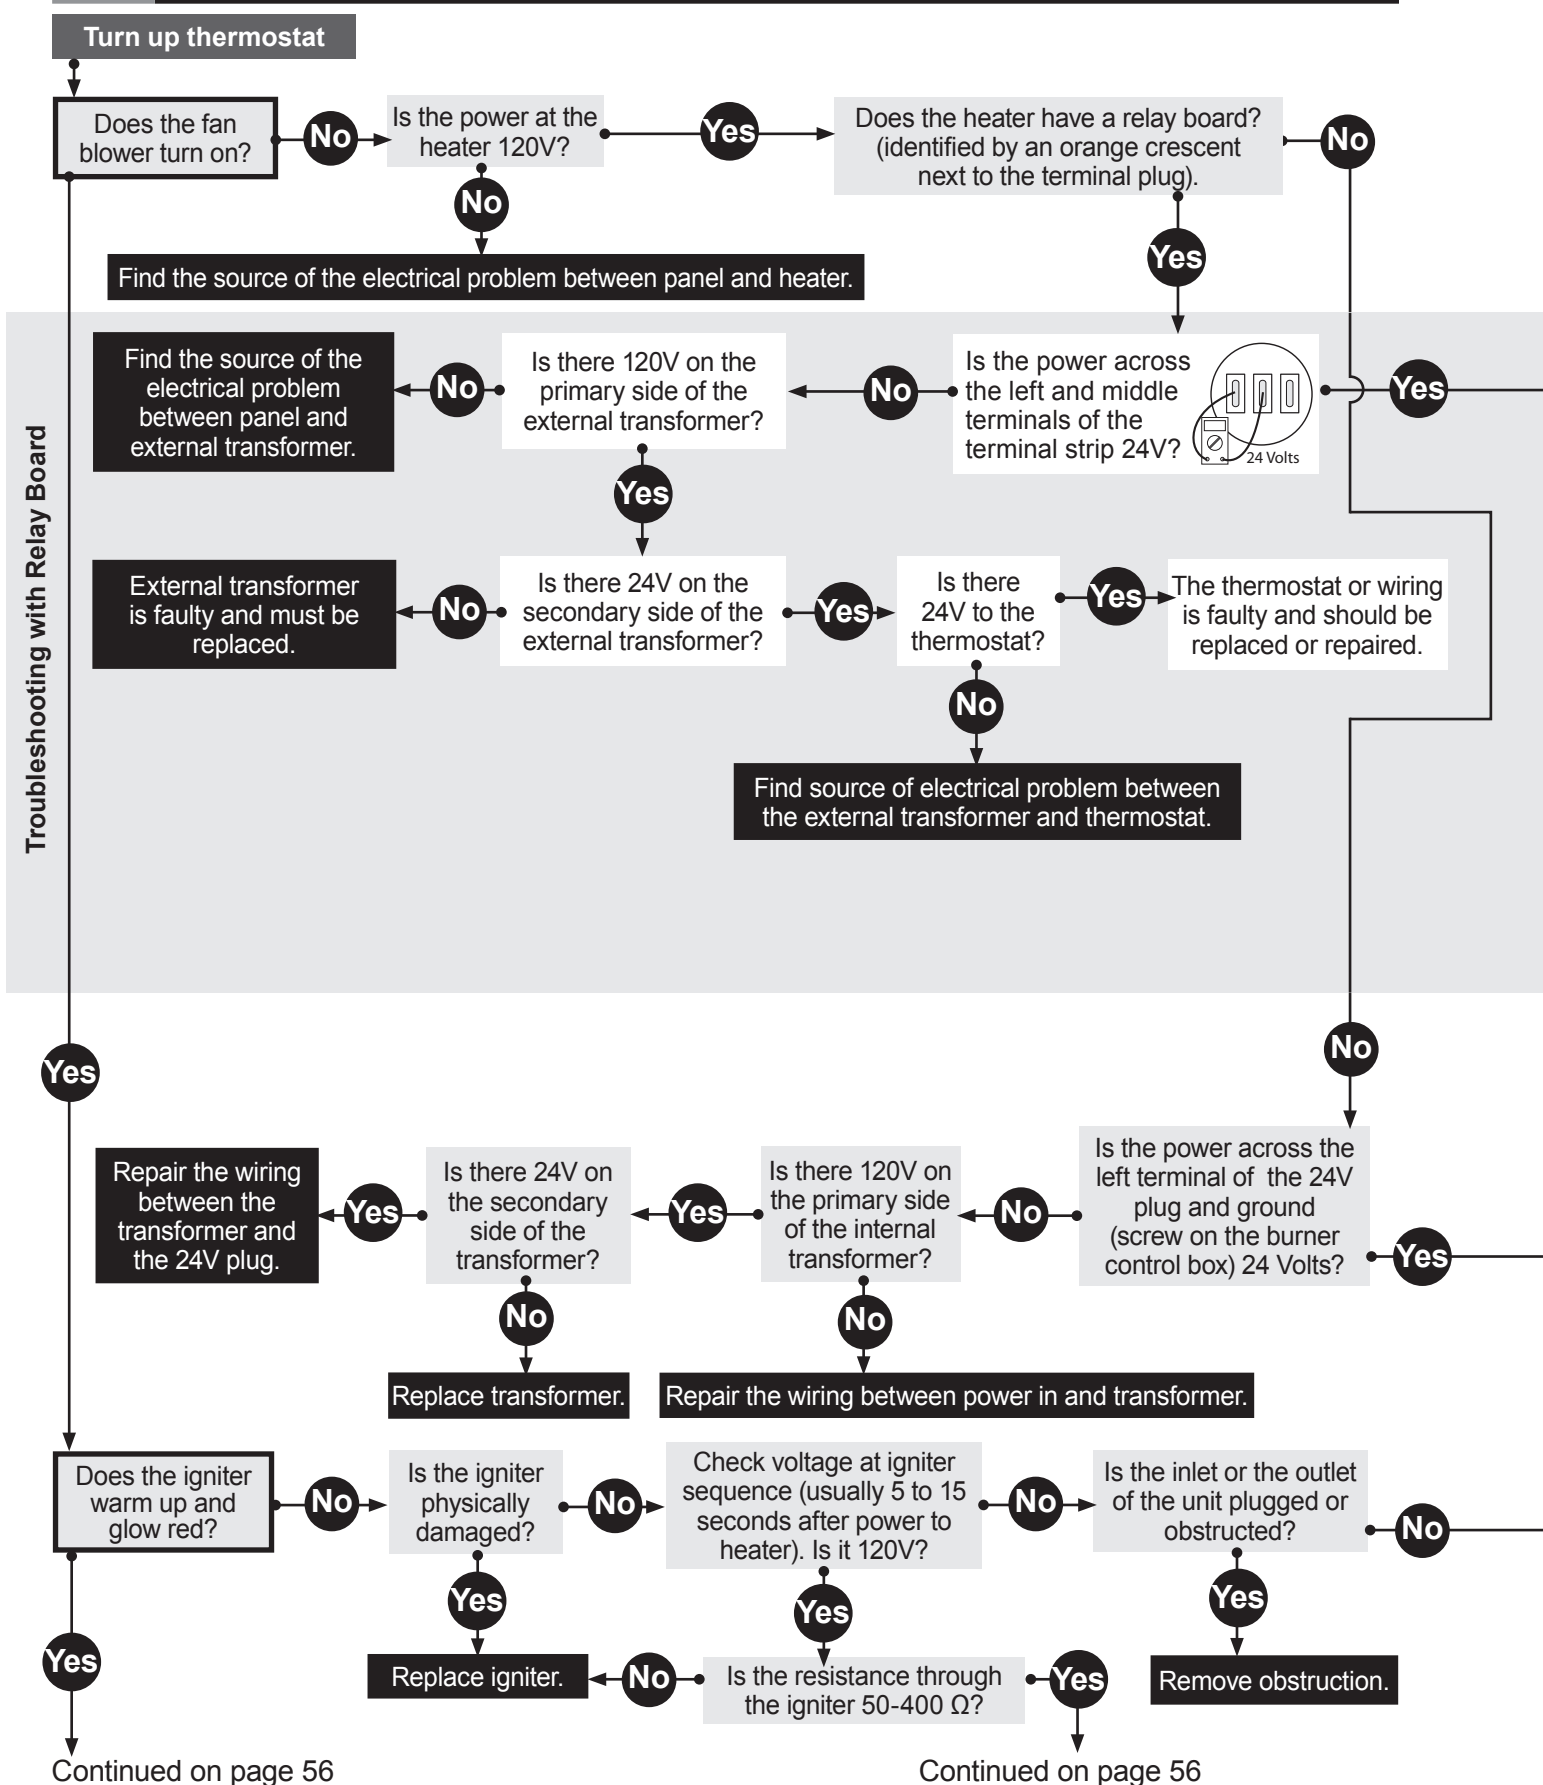 Turn up thermostat
Does the fan
blower turn on?
No
Is the power at the
heater 120V?
Yes
Does the heater have a relay board?
(identified by an orange crescent
next to the terminal plug).
No
No
Yes
Find the source of the electrical problem between panel and heater.
Troubleshooting with Relay Board
Find the source of the
electrical problem
between panel and
external transformer.
No
Is there 120V on the
primary side of the
external transformer?
No
Is the power across
the left and middle
terminals of the
terminal strip 24V?
24 Volts
Yes
Yes
External transformer
is faulty and must be
replaced.
No
Is there 24V on the
secondary side of the
external transformer?
Yes
Is there
24V to the
thermostat?
Yes
The thermostat or wiring
is faulty and should be
replaced or repaired.
No
Find source of electrical problem between
the external transformer and thermostat.
Yes
No
Repair the wiring
between the
transformer and
the 24V plug.
Yes
Is there 24V on
the secondary
side of the
transformer?
Yes
Is there 120V on
the primary side
of the internal
transformer?
No
Is the power across the
left terminal of the 24V
plug and ground
(screw on the burner
control box) 24 Volts?
Yes
No
No
Replace transformer.
Repair the wiring between power in and transformer.
Does the igniter
warm up and
glow red?
No
Is the igniter
physically
damaged?
No
Check voltage at igniter
sequence (usually 5 to 15
seconds after power to
heater). Is it 120V?
No
Is the inlet or the outlet
of the unit plugged or
obstructed?
No
Yes
Yes
Yes
Yes
Replace igniter.
No
Is the resistance through
the igniter 50-400 Ω?
Yes
Remove obstruction.
Continued on page 56
Continued on page 56